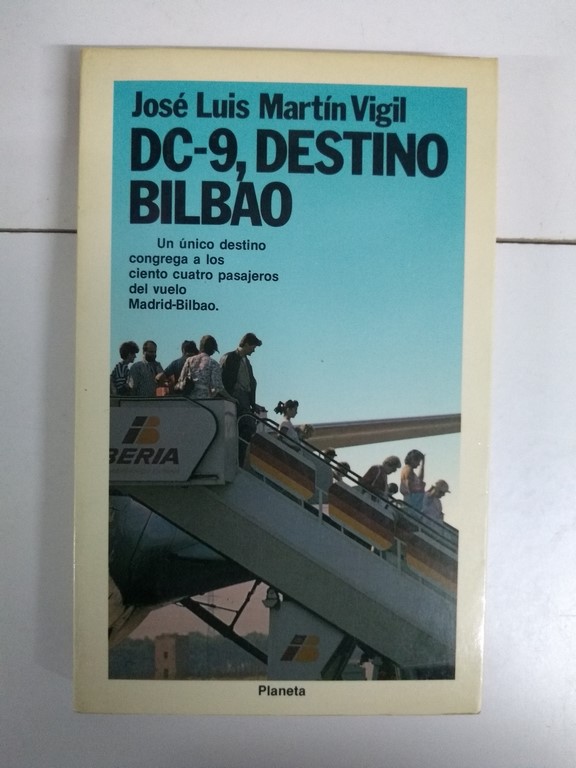 José Luis Martín Vigil
DC-9, DESTINO
BILBAO
Un único destino
congrega a los
ciento cuatro pasajeros
del vuelo
Madrid-Bilbao.
IBERIA
Planeta